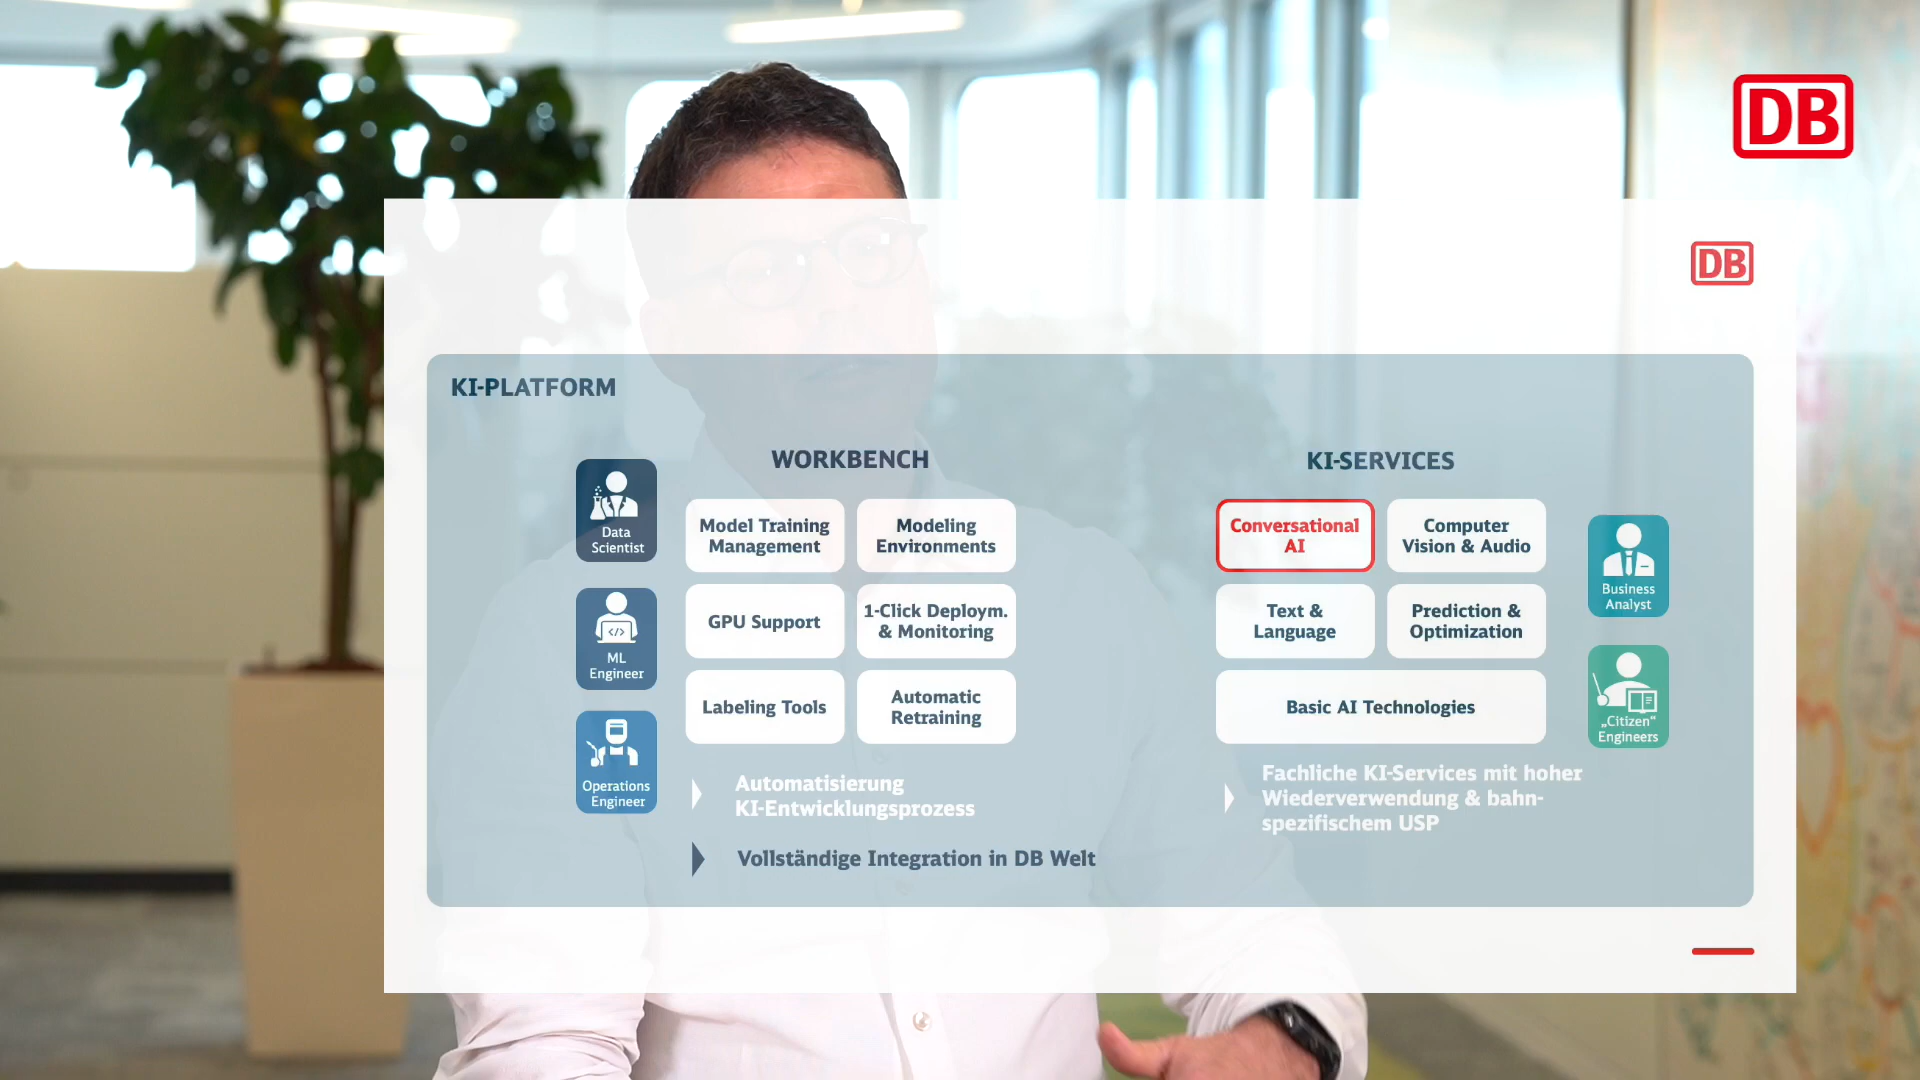 DB
DB
KI-PLATFORM
WORKBENCH
Data
Scientist
ML
Engineer
Operations
Engineer
Model Training
Management
Modeling
Environments
GPU Support
1-Click Deploym.
& Monitoring
Labeling Tools
Automatic
Retraining
Automatisierung
KI-Entwicklungsprozess
Vollständige Integration in DB Welt
KI-SERVICES
Conversational
AI
Computer
Vision & Audio
Text &
Language
Prediction &
Optimization
Basic AI Technologies
Business
Analyst
„Citizen“
Engineers
Fachliche KI-Services mit hoher
Wiederverwendung & bahn-
spezifischem USP